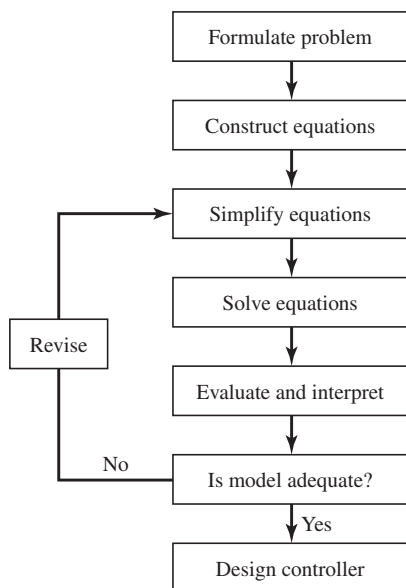 Formulate problem
Construct equations
Simplify equations
Solve equations
Revise
Evaluate and interpret
No
Is model adequate?
Yes
Design controller